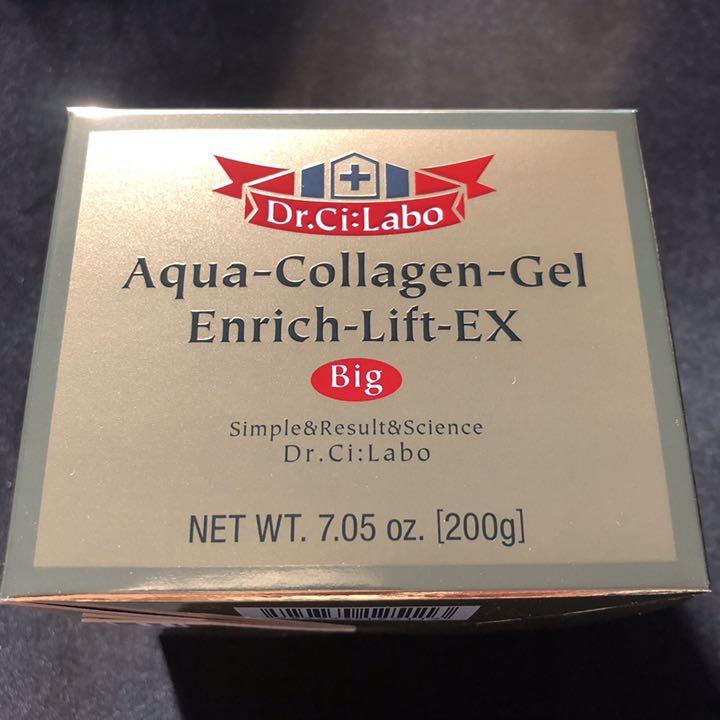 Dr.Ci:Labo
Aqua-Collagen-Gel
Enrich-Lift-EX
Big
Simple&Result&Science
Dr.Ci:Labo
NET WT. 7.05 oz. [200g]